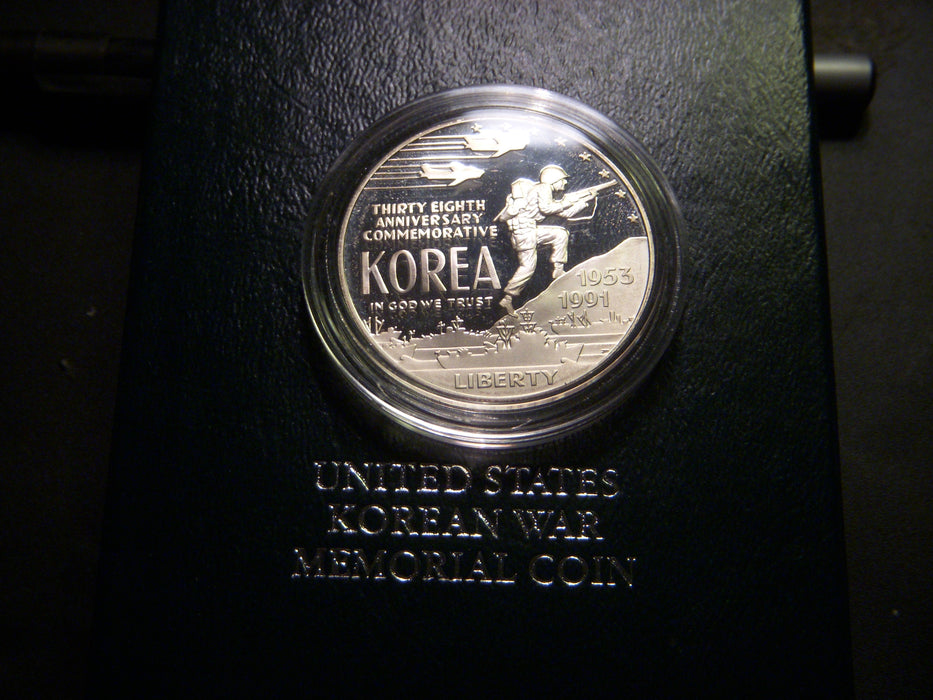 THIRTY EIGHTH
ANNIVERSARY
COMMEMORATIVE
KOREA
IN GOD WE TRUST
1953
1991
LIBERTY
UNITED STATES
KOREAN WAR
MEMORIAL COIN